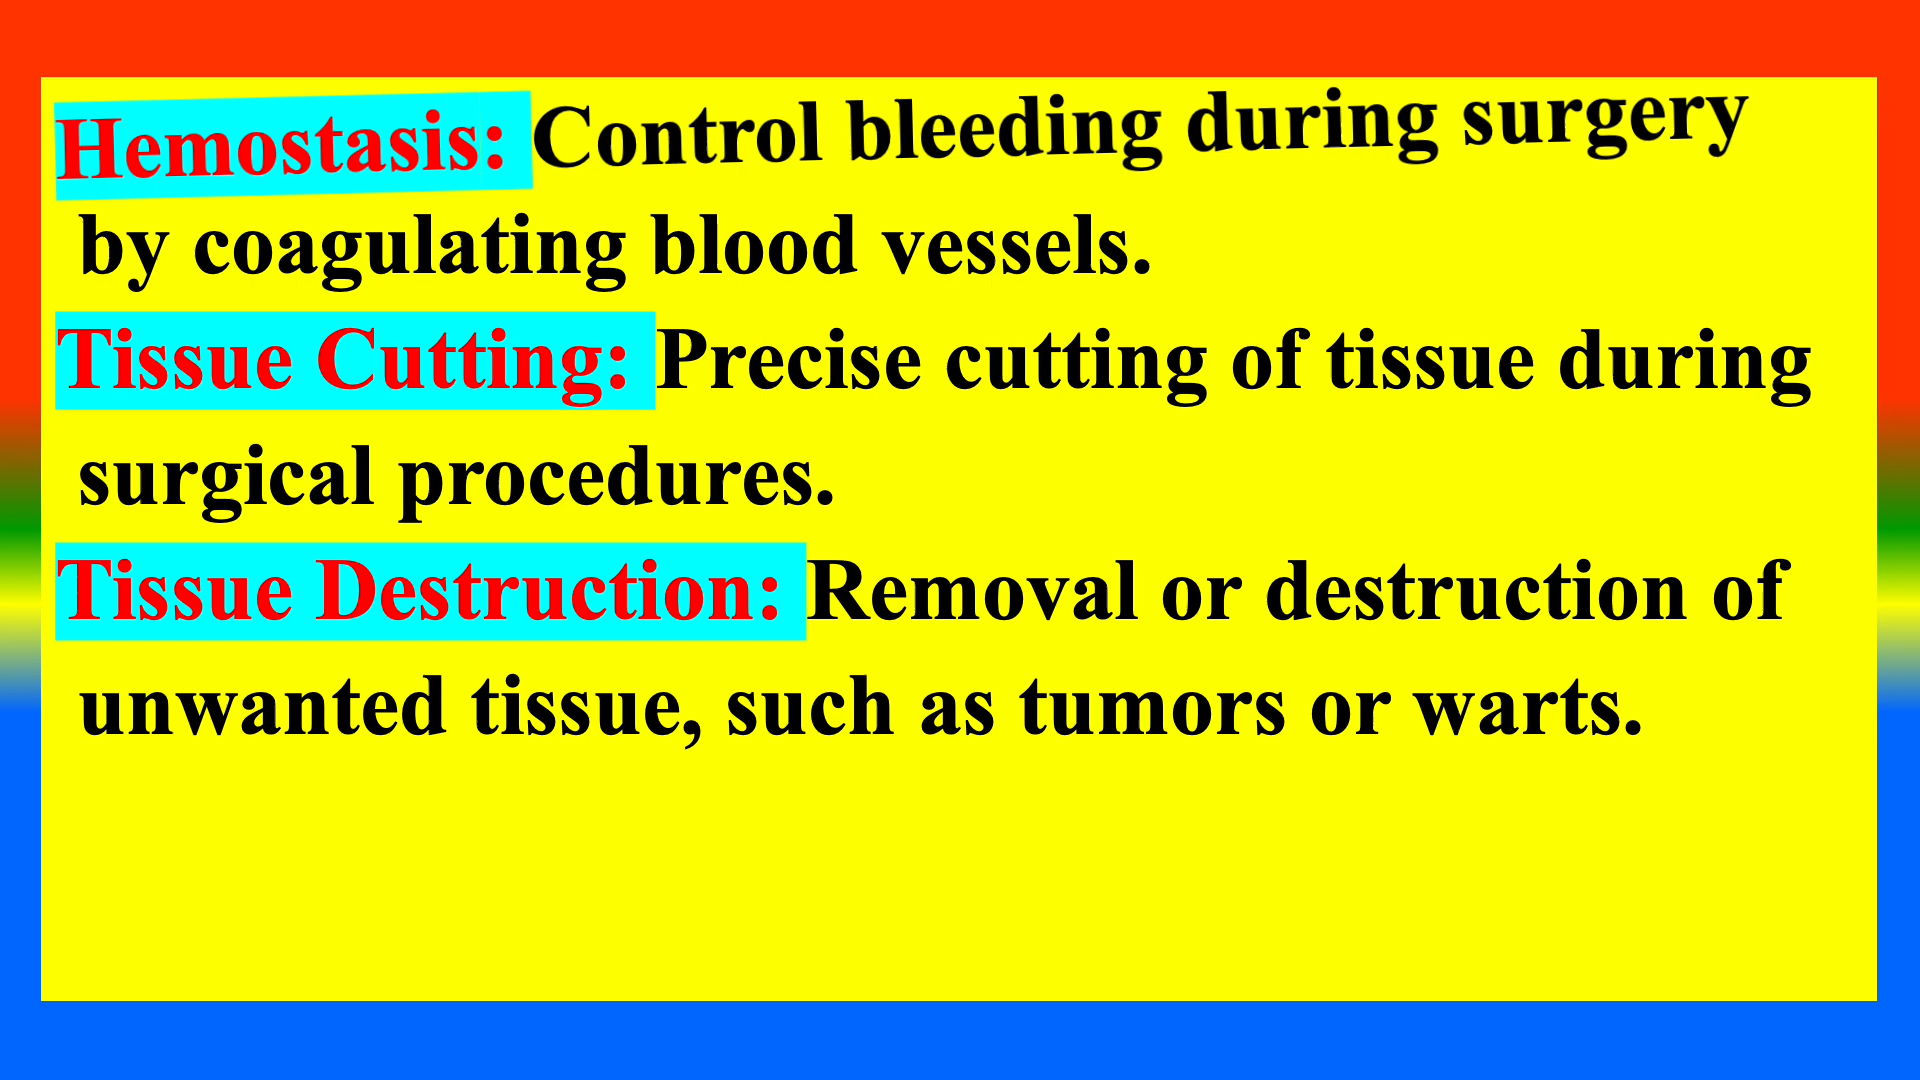 Hemostasis: Control bleeding during surgery
by coagulating blood vessels.
Tissue Cutting: Precise cutting of tissue during
surgical procedures.
Tissue Destruction: Removal or destruction of
unwanted tissue, such as tumors or warts.